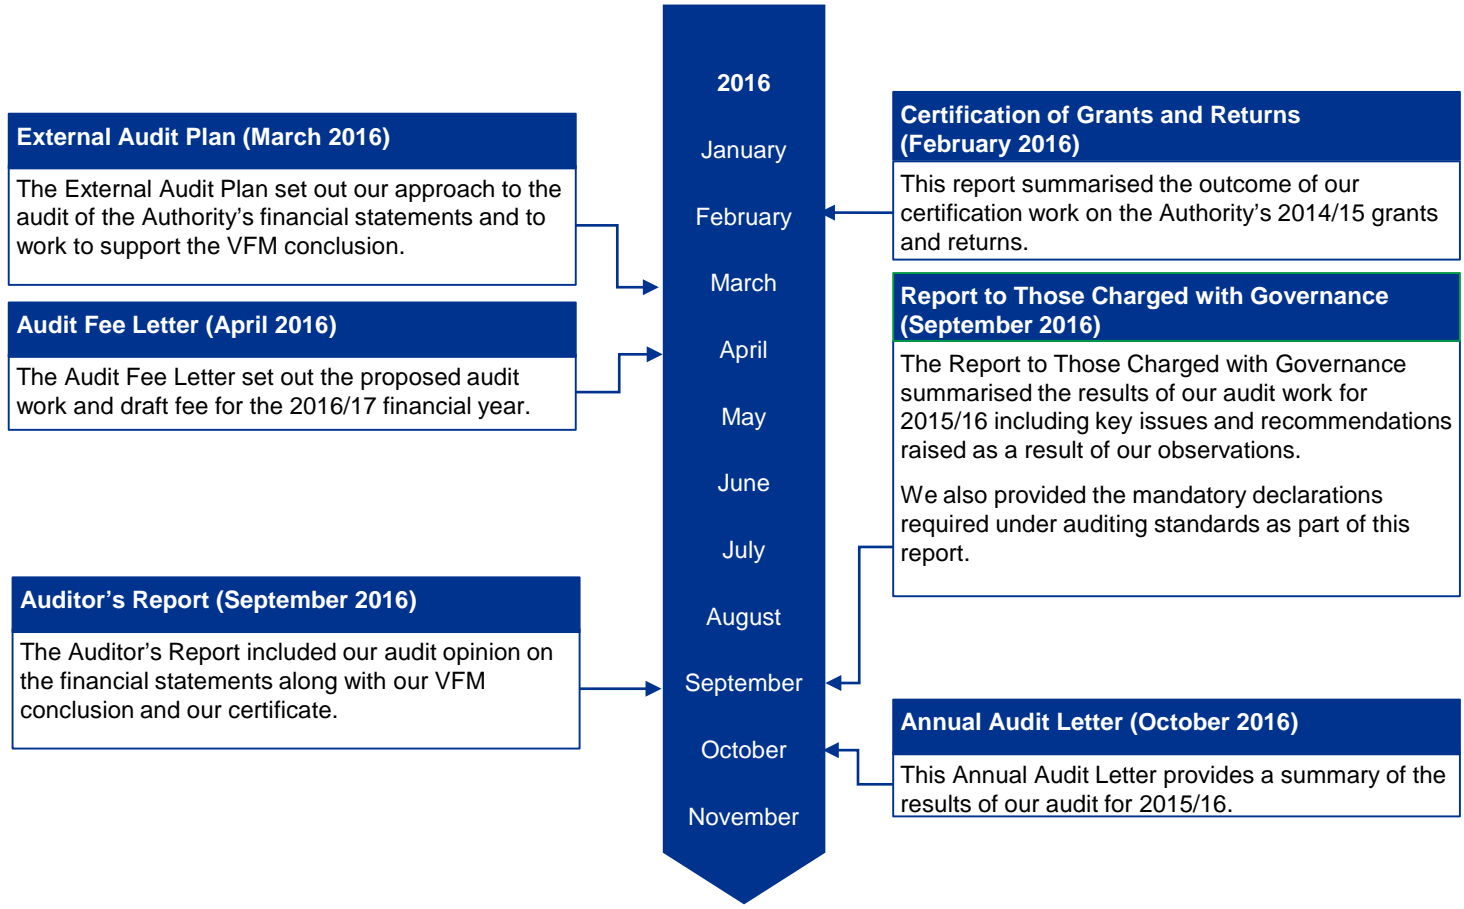 External Audit Plan (March 2016)
The External Audit Plan set out our approach to the
audit of the Authority's financial statements and to
work to support the VFM conclusion.
Audit Fee Letter (April 2016)
The Audit Fee Letter set out the proposed audit
work and draft fee for the 2016/17 financial year.
Auditor's Report (September 2016)
The Auditor's Report included our audit opinion on
the financial statements along with our VFM
conclusion and our certificate.
2016
January
February
March
April
May
June
July
August
September
October
November
Certification of Grants and Returns
(February 2016)
This report summarised the outcome of our
certification work on the Authority's 2014/15 grants
and returns.
Report to Those Charged with Governance
(September 2016)
The Report to Those Charged with Governance
summarised the results of our audit work for
2015/16 including key issues and recommendations
raised as a result of our observations.
We also provided the mandatory declarations
required under auditing standards as part of this
report.
Annual Audit Letter (October 2016)
This Annual Audit Letter provides a summary of the
results of our audit for 2015/16.